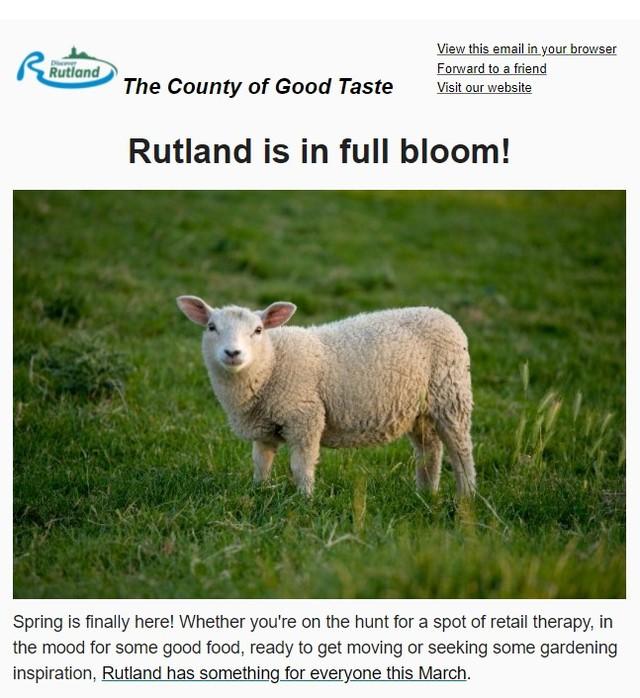 Discover
Rutland
The County of Good Taste
View this email in your browser
Forward to a friend
Visit our website
Rutland is in full bloom!
Spring is finally here! Whether you're on the hunt for a spot of retail therapy, in
the mood for some good food, ready to get moving or seeking some gardening
inspiration, Rutland has something for everyone this March.